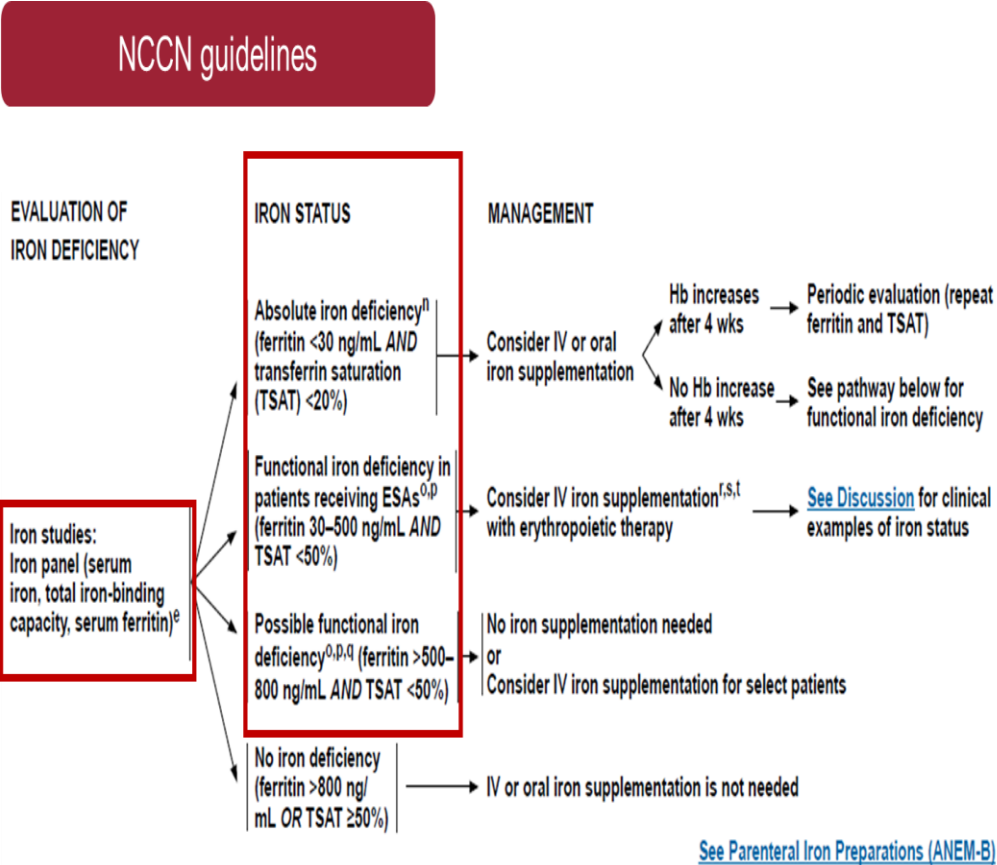 NCCN guidelines
EVALUATION OF
IRON DEFICIENCY
IRON STATUS
MANAGEMENT
Iron studies:
Iron panel (serum
iron, total iron-binding
capacity, serum ferritin)e
Absolute iron deficiencyn
(ferritin <30 ng/mL AND
transferrin saturation
(TSAT) <20%)
Consider IV or oral
iron supplementation
Hb increases
after 4 wks
Periodic evaluation (repeat
ferritin and TSAT)
No Hb increase
after 4 wks
See pathway below for
functional iron deficiency
Functional iron deficiency in
patients receiving ESAso,p
(ferritin 30–500 ng/mL AND
TSAT <50%)
Consider IV iron supplementationr,s,t
with erythropoietic therapy
See Discussion for clinical
examples of iron status
Possible functional iron
deficiencyo,p,q (ferritin >500–
800 ng/mL AND TSAT <50%)
No iron supplementation needed
or
Consider IV iron supplementation for select patients
No iron deficiency
(ferritin >800 ng/
mL OR TSAT ≥50%)
IV or oral iron supplementation is not needed
See Parenteral Iron Preparations (ANEM-B)